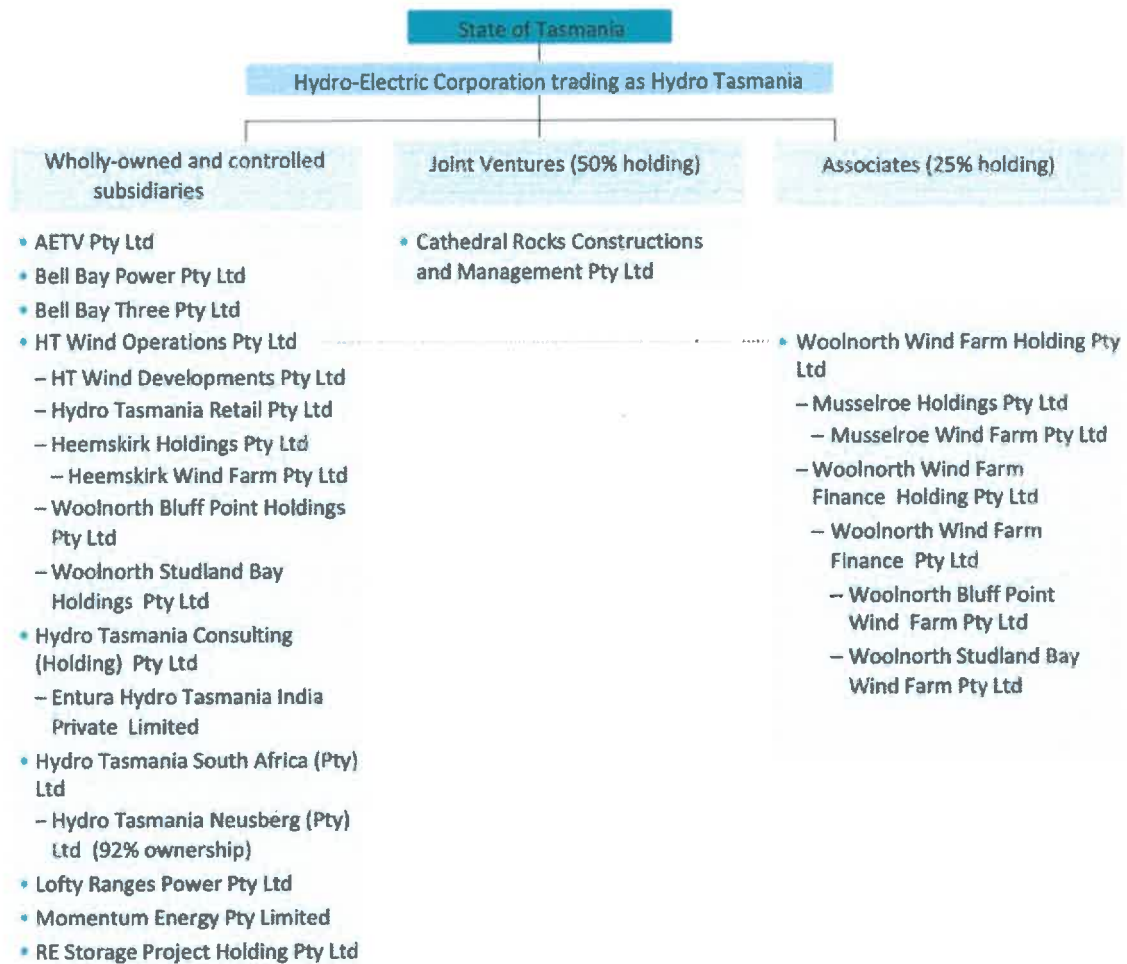 State of Tasmania
Hydro-Electric Corporation trading as Hydro Tasmania
Wholly-owned and controlled
subsidiaries
Joint Ventures (50% holding)
Associates (25% holding)
• AETV Pty Ltd
• Bell Bay Power Pty Ltd
• Bell Bay Three Pty Ltd
• HT Wind Operations Pty Ltd
– HT Wind Developments Pty Ltd
– Hydro Tasmania Retail Pty Ltd
– Heemskirk Holdings Pty Ltd
– Heemskirk Wind Farm Pty Ltd
– Woolnorth Bluff Point Holdings
Pty Ltd
– Woolnorth Studland Bay
Holdings Pty Ltd
• Hydro Tasmania Consulting
(Holding) Pty Ltd
– Entura Hydro Tasmania India
Private Limited
• Hydro Tasmania South Africa (Pty)
Ltd
– Hydro Tasmania Neusberg (Pty)
Ltd (92% ownership)
• Lofty Ranges Power Pty Ltd
• Momentum Energy Pty Limited
• RE Storage Project Holding Pty Ltd
• Cathedral Rocks Constructions
and Management Pty Ltd
• Woolnorth Wind Farm Holding Pty
Ltd
– Musselroe Holdings Pty Ltd
– Musselroe Wind Farm Pty Ltd
– Woolnorth Wind Farm
Finance Holding Pty Ltd
– Woolnorth Wind Farm
Finance Pty Ltd
– Woolnorth Bluff Point
Wind Farm Pty Ltd
– Woolnorth Studland Bay
Wind Farm Pty Ltd